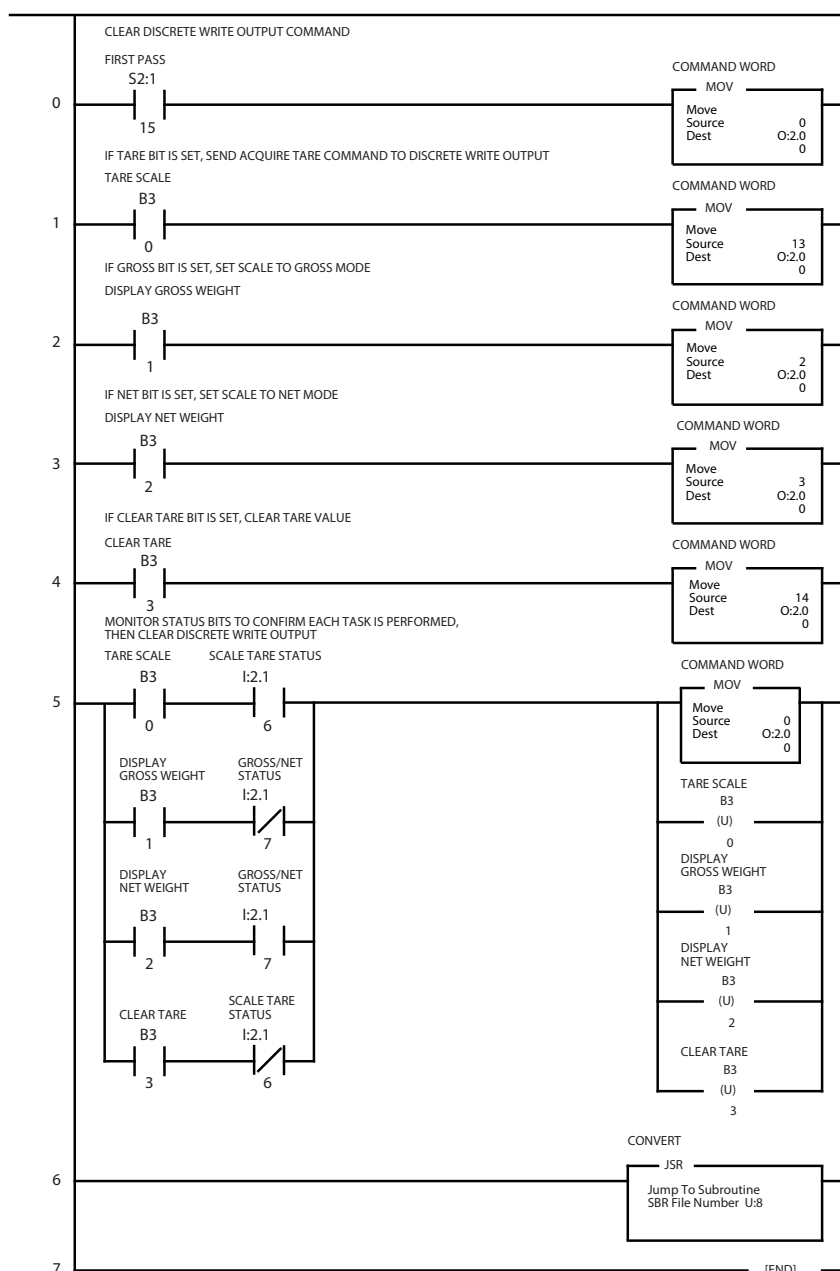 CLEAR DISCRETE WRITE OUTPUT COMMAND
FIRST PASS
S2:1
15
0
COMMAND WORD
MOV
Move
Source 0
Dest O:2.0
0
IF TARE BIT IS SET, SEND ACQUIRE TARE COMMAND TO DISCRETE WRITE OUTPUT
TARE SCALE
B3
0
1
COMMAND WORD
MOV
Move
Source 13
Dest O:2.0
0
IF GROSS BIT IS SET, SET SCALE TO GROSS MODE
DISPLAY GROSS WEIGHT
B3
1
2
COMMAND WORD
MOV
Move
Source 2
Dest O:2.0
0
IF NET BIT IS SET, SET SCALE TO NET MODE
DISPLAY NET WEIGHT
B3
2
3
COMMAND WORD
MOV
Move
Source 3
Dest O:2.0
0
IF CLEAR TARE BIT IS SET, CLEAR TARE VALUE
CLEAR TARE
B3
3
4
COMMAND WORD
MOV
Move
Source 14
Dest O:2.0
0
MONITOR STATUS BITS TO CONFIRM EACH TASK IS PERFORMED,
THEN CLEAR DISCRETE WRITE OUTPUT
TARE SCALE SCALE TARE STATUS
B3 I:2.1
0 6
5
COMMAND WORD
MOV
Move
Source 0
Dest O:2.0
0
DISPLAY GROSS/NET
GROSS WEIGHT STATUS
B3 I:2.1
1 7
DISPLAY GROSS/NET
NET WEIGHT STATUS
B3 I:2.1
2 7
SCALE TARE
CLEAR TARE STATUS
B3 I:2.1
3 6
TARE SCALE
B3
(U)
0
DISPLAY
GROSS WEIGHT
B3
(U)
1
DISPLAY
NET WEIGHT
B3
(U)
2
CLEAR TARE
B3
(U)
3
CONVERT
6
JSR
Jump To Subroutine
SBR File Number U:8
7
[END]